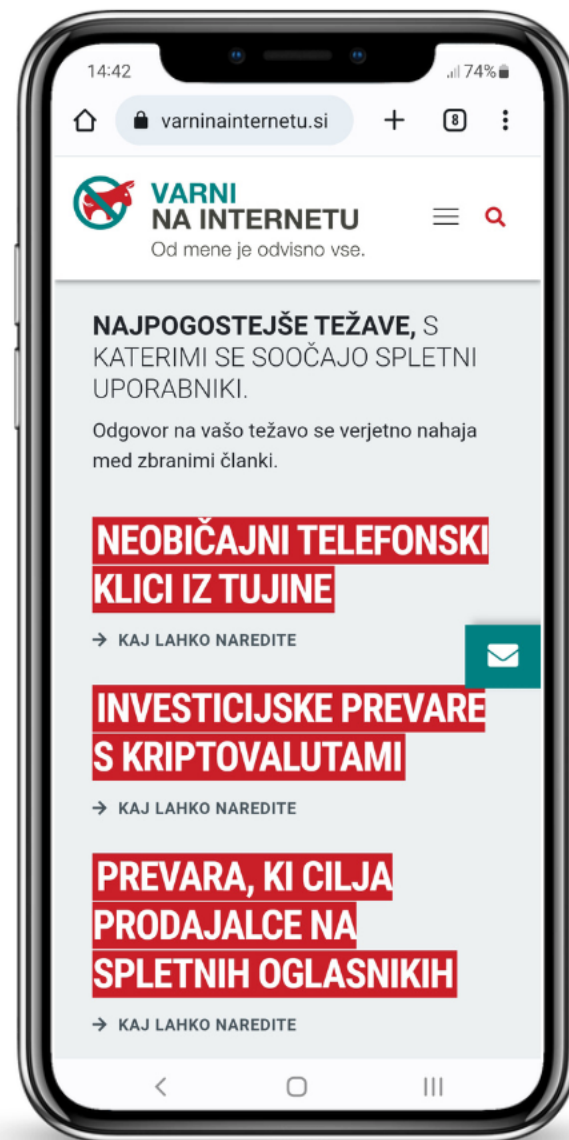 14:42
74%
varninainternetu.si
8
VARNI
NA INTERNETU
Od mene je odvisno vse.
NAJPOGOSTEJŠE TEŽAVE, S
KATERIMI SE SOOČAJO SPLETNI
UPORABNIKI.
Odgovor na vašo težavo se verjetno nahaja
med zbranimi članki.
NEOBIČAJNI TELEFONSKI
KLICI IZ TUJINE
→ KAJ LAHKO NAREDITE
INVESTICIJSKE PREVARE
S KRIPTOVALUTAMI
→ KAJ LAHKO NAREDITE
PREVARA, KI CILJA
PRODAJALCE NA
SPLETNIH OGLASNIKIH
→ KAJ LAHKO NAREDITE